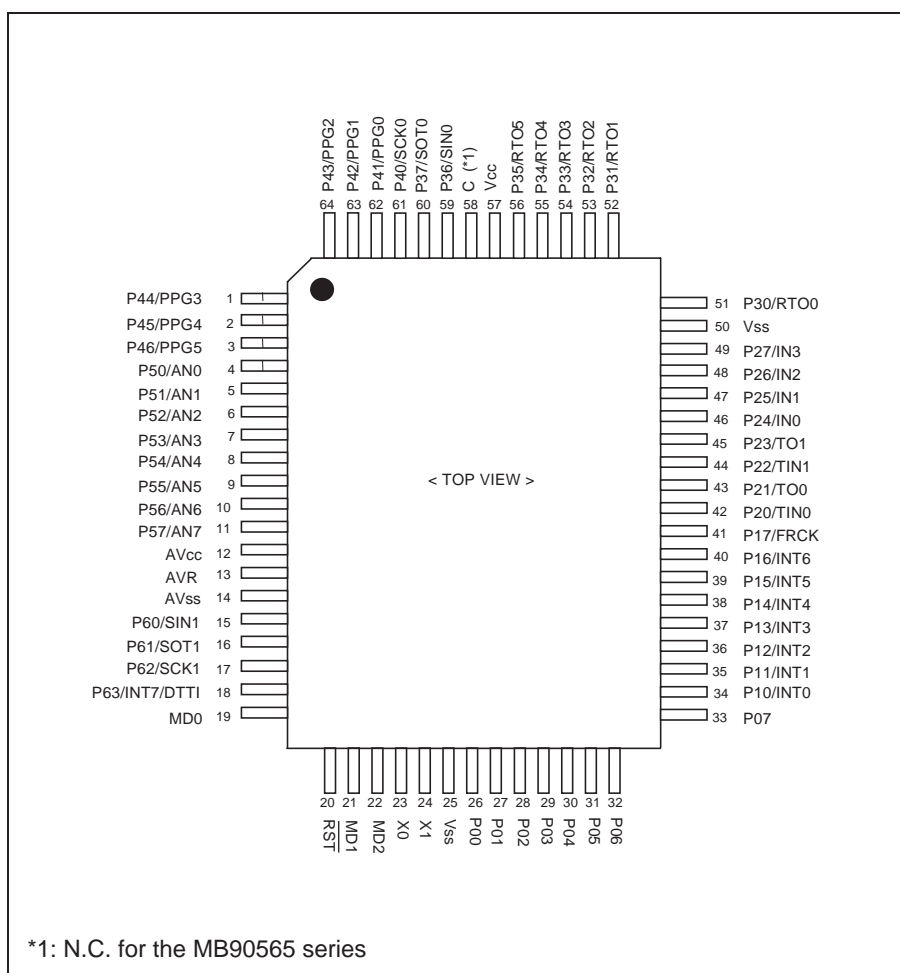 P43/PPG2
P42/PPG1
P41/PPG0
P40/SCK0
P37/SOT0
P36/SIN0
C (*1)
Vcc
P35/RTO5
P34/RTO4
P33/RTO3
P32/RTO2
P31/RTO1
64 63 62 61 60 59 58 57 56 55 54 53 52
P44/PPG3 1
P45/PPG4 2
P46/PPG5 3
P50/AN0 4
P51/AN1 5
P52/AN2 6
P53/AN3 7
P54/AN4 8
P55/AN5 9
P56/AN6 10
P57/AN7 11
AVcc 12
AVR 13
AVss 14
P60/SIN1 15
P61/SOT1 16
P62/SCK1 17
P63/INT7/DTTI 18
MD0 19
< TOP VIEW >
51 P30/RTO0
50 Vss
49 P27/IN3
48 P26/IN2
47 P25/IN1
46 P24/IN0
45 P23/TO1
44 P22/TIN1
43 P21/TO0
42 P20/TIN0
41 P17/FRCK
40 P16/INT6
39 P15/INT5
38 P14/INT4
37 P13/INT3
36 P12/INT2
35 P11/INT1
34 P10/INT0
33 P07
20 21 22 23 24 25 26 27 28 29 30 31 32
RST
MD1
MD2
X0
X1
Vss
P00
P01
P02
P03
P04
P05
P06
*1: N.C. for the MB90565 series